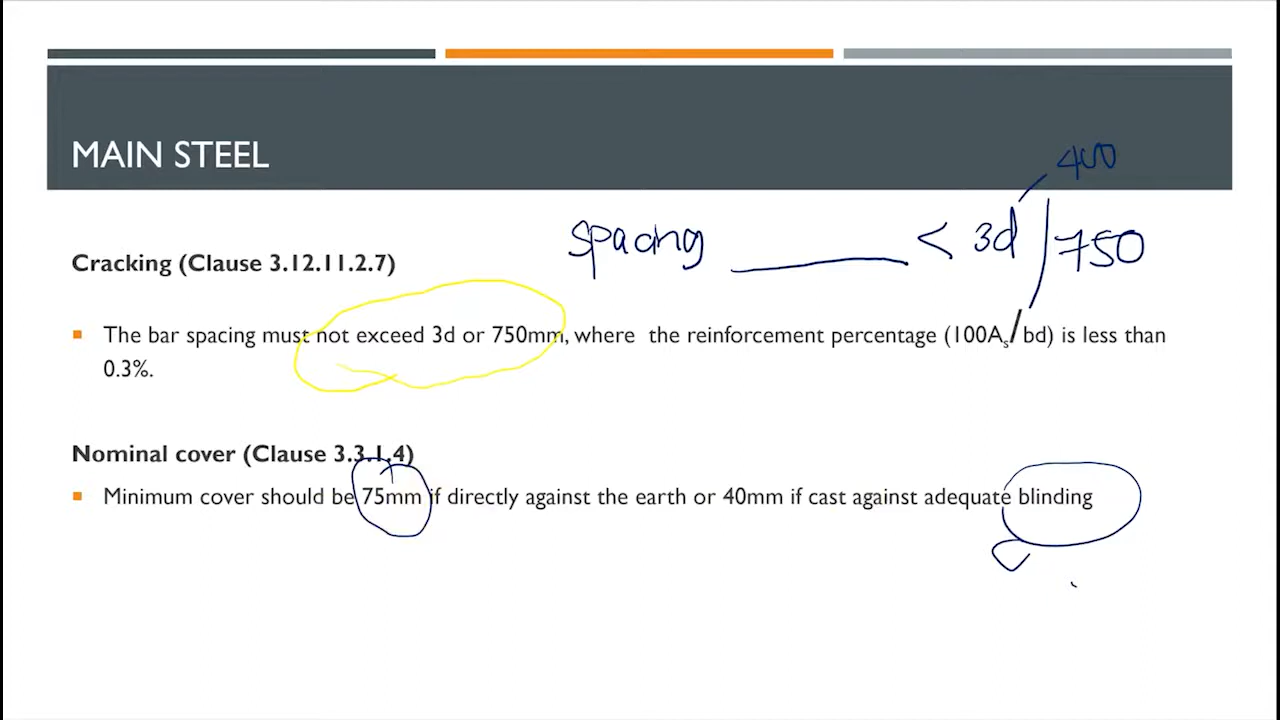 MAIN STEEL
400
spacing ______ < 3d / 750
Cracking (Clause 3.12.11.2.7)
The bar spacing must not exceed 3d or 750mm, where the reinforcement percentage (100As/ bd) is less than
0.3%.
Nominal cover (Clause 3.3.1.4)
Minimum cover should be 75mm if directly against the earth or 40mm if cast against adequate blinding